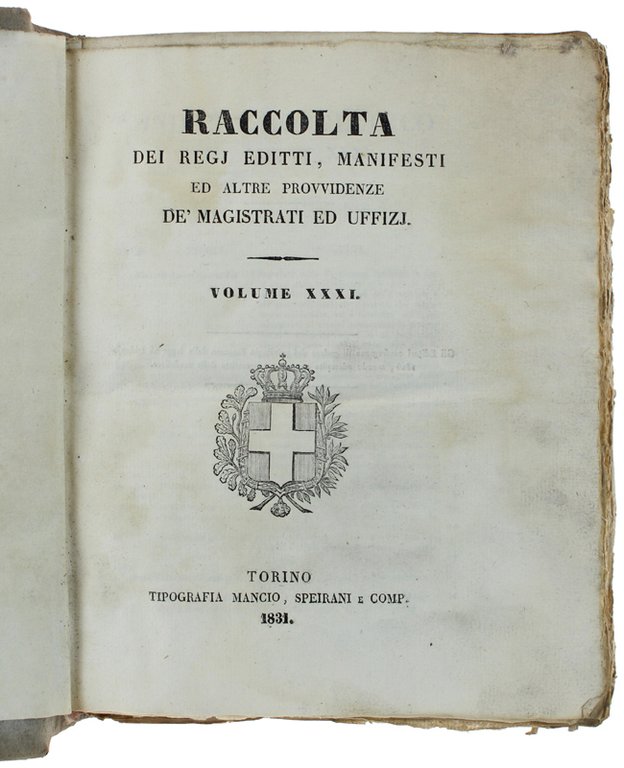 RACCOLTA
DEI REGJ EDITTI, MANIFESTI
ED ALTRE PROVVIDENZE
DE' MAGISTRATI ED UFFIZJ.
VOLUME XXXI.
TORINO
TIPOGRAFIA MANCIO, SPEIRANI E COMP.
1831.